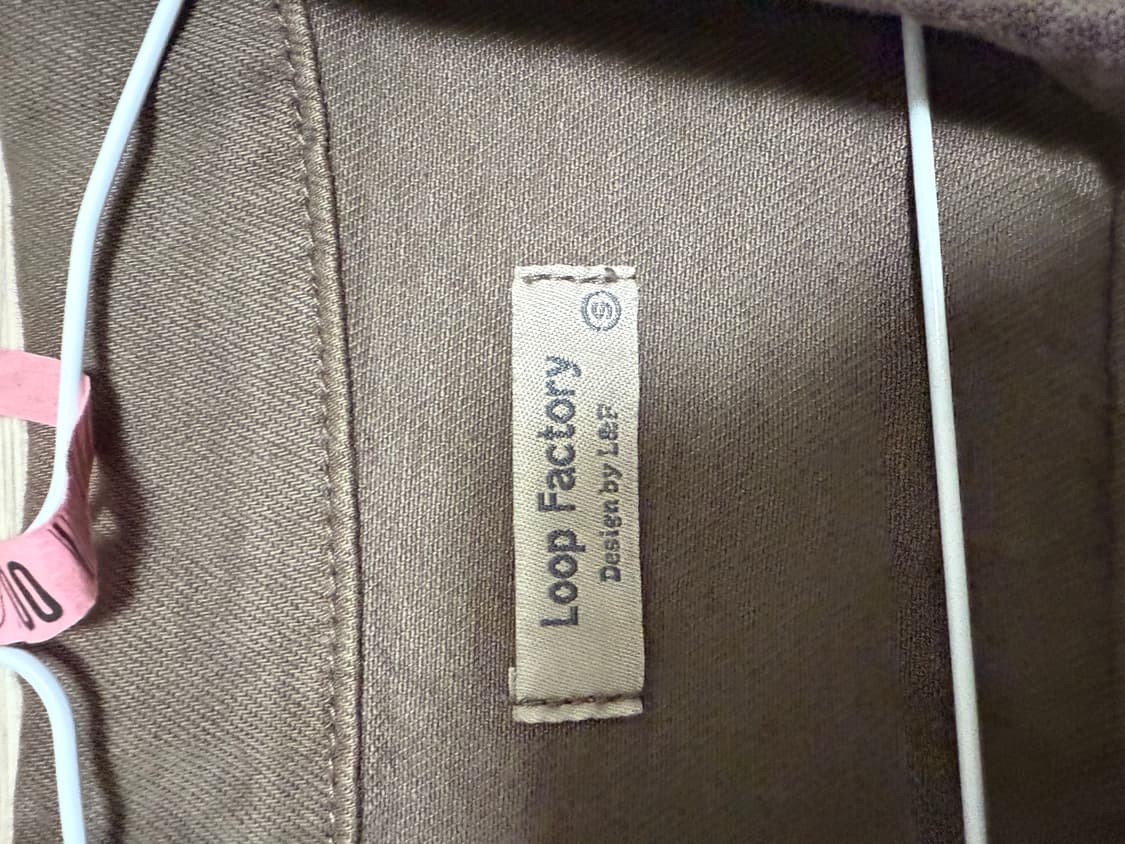 Loop Factory
Design by L&F
S